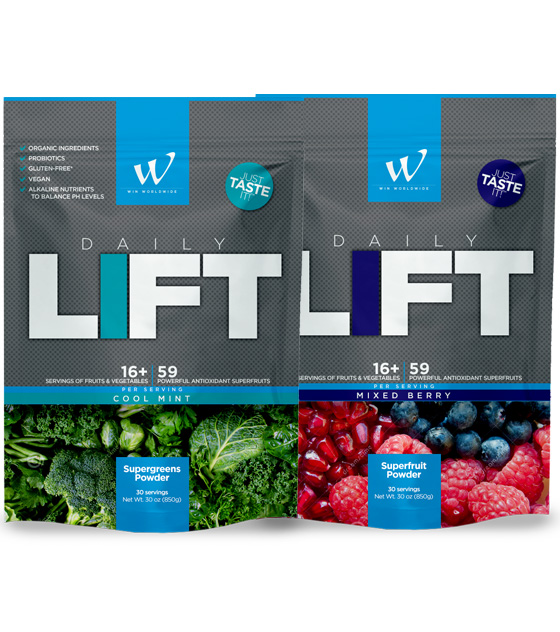 ORGANIC INGREDIENTS
PROBIOTICS
GLUTEN-FREE*
VEGAN
ALKALINE NUTRIENTS
TO BALANCE PH LEVELS
W
WIN WORLDWIDE
JUST
TASTE
IT!
DAILY
LIFT
16+ 59
SERVINGS OF FRUITS & VEGETABLES POWERFUL ANTIOXIDANT SUPERFRUITS
PER SERVING
COOL MINT
Supergreens
Powder
30 servings
Net Wt. 30 oz (850g)
W
WIN WORLDWIDE
JUST
TASTE
IT!
DAILY
LIFT
16+ 59
SERVINGS OF FRUITS & VEGETABLES POWERFUL ANTIOXIDANT SUPERFRUITS
PER SERVING
MIXED BERRY
Superfruit
Powder
30 servings
Net Wt. 30 oz (850g)